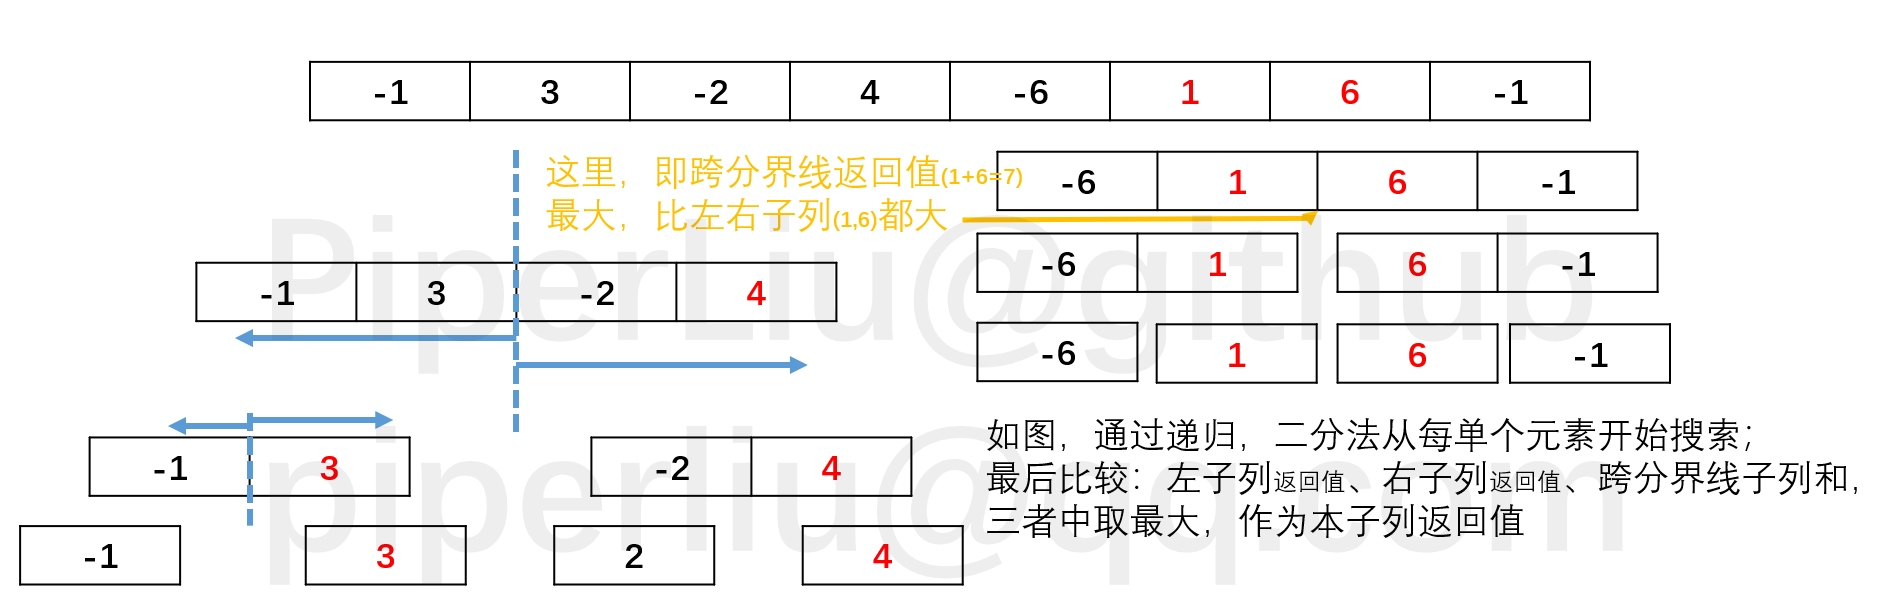 -1 3 -2 4 -6 1 6 -1
这里，即跨分界线返回值(1+6=7)
最大，比左右子列(1,6)都大
-6 1 6 -1
-6 1 6 -1
-1 3 -2 4
-6 1 6 -1
如图，通过递归，二分法从每单个元素开始搜索；
最后比较：左子列返回值、右子列返回值、跨分界线子列和，
三者中取最大，作为本子列返回值
-1 3 -2 4
-1 3 2 4
PiperLiu@github
piperliu@qq.com